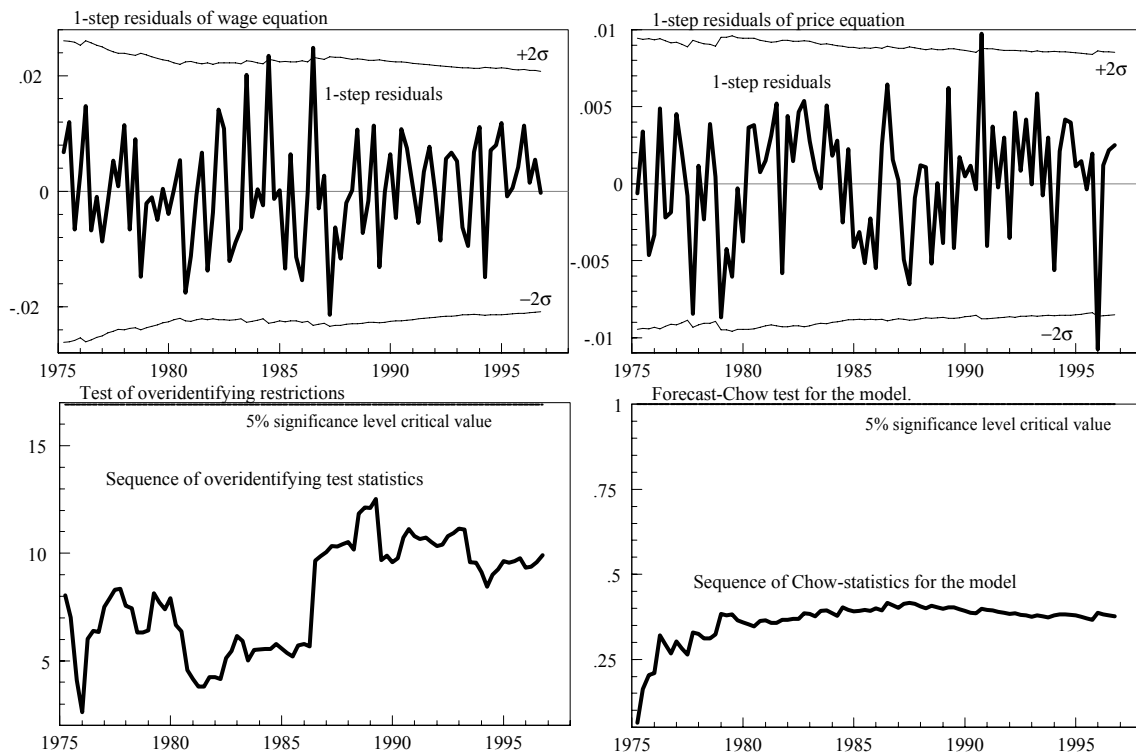 1-step residuals of wage equation
+2σ
.02
1-step residuals
0
-.02
−2σ
1975 1980 1985 1990 1995
1-step residuals of price equation
.01
+2σ
1-step residuals
.005
0
-.005
−2σ
-.01
1975 1980 1985 1990 1995
Test of overidentifying restrictions
5% significance level critical value
15
Sequence of overidentifying test statistics
10
5
1975 1980 1985 1990 1995
Forecast-Chow test for the model.
1
5% significance level critical value
.75
Sequence of Chow-statistics for the model
.5
.25
1975 1980 1985 1990 1995